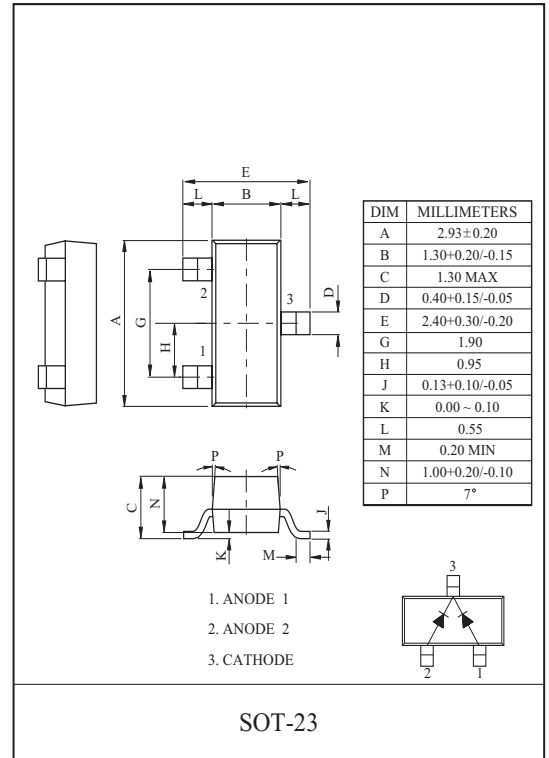 E
L B L
2
3
D
A
G
H
1
DIM MILLIMETERS
A 2.93±0.20
B 1.30+0.20/-0.15
C 1.30 MAX
D 0.40+0.15/-0.05
E 2.40+0.30/-0.20
G 1.90
H 0.95
J 0.13+0.10/-0.05
K 0.00 ~ 0.10
L 0.55
M 0.20 MIN
N 1.00+0.20/-0.10
P 7°
P P
C
N
K
M
J
1. ANODE 1
2. ANODE 2
3. CATHODE
3
2 1
SOT-23